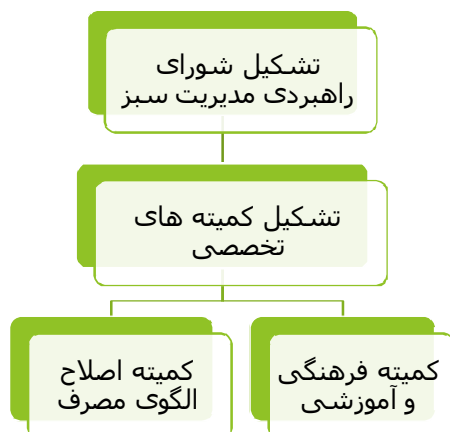 تشکیل شورای
راهبردی مدیریت سبز
تشکیل کمیته های
تخصصی
کمیته فرهنگی
و آموزشی
کمیته اصلاح
الگوی مصرف